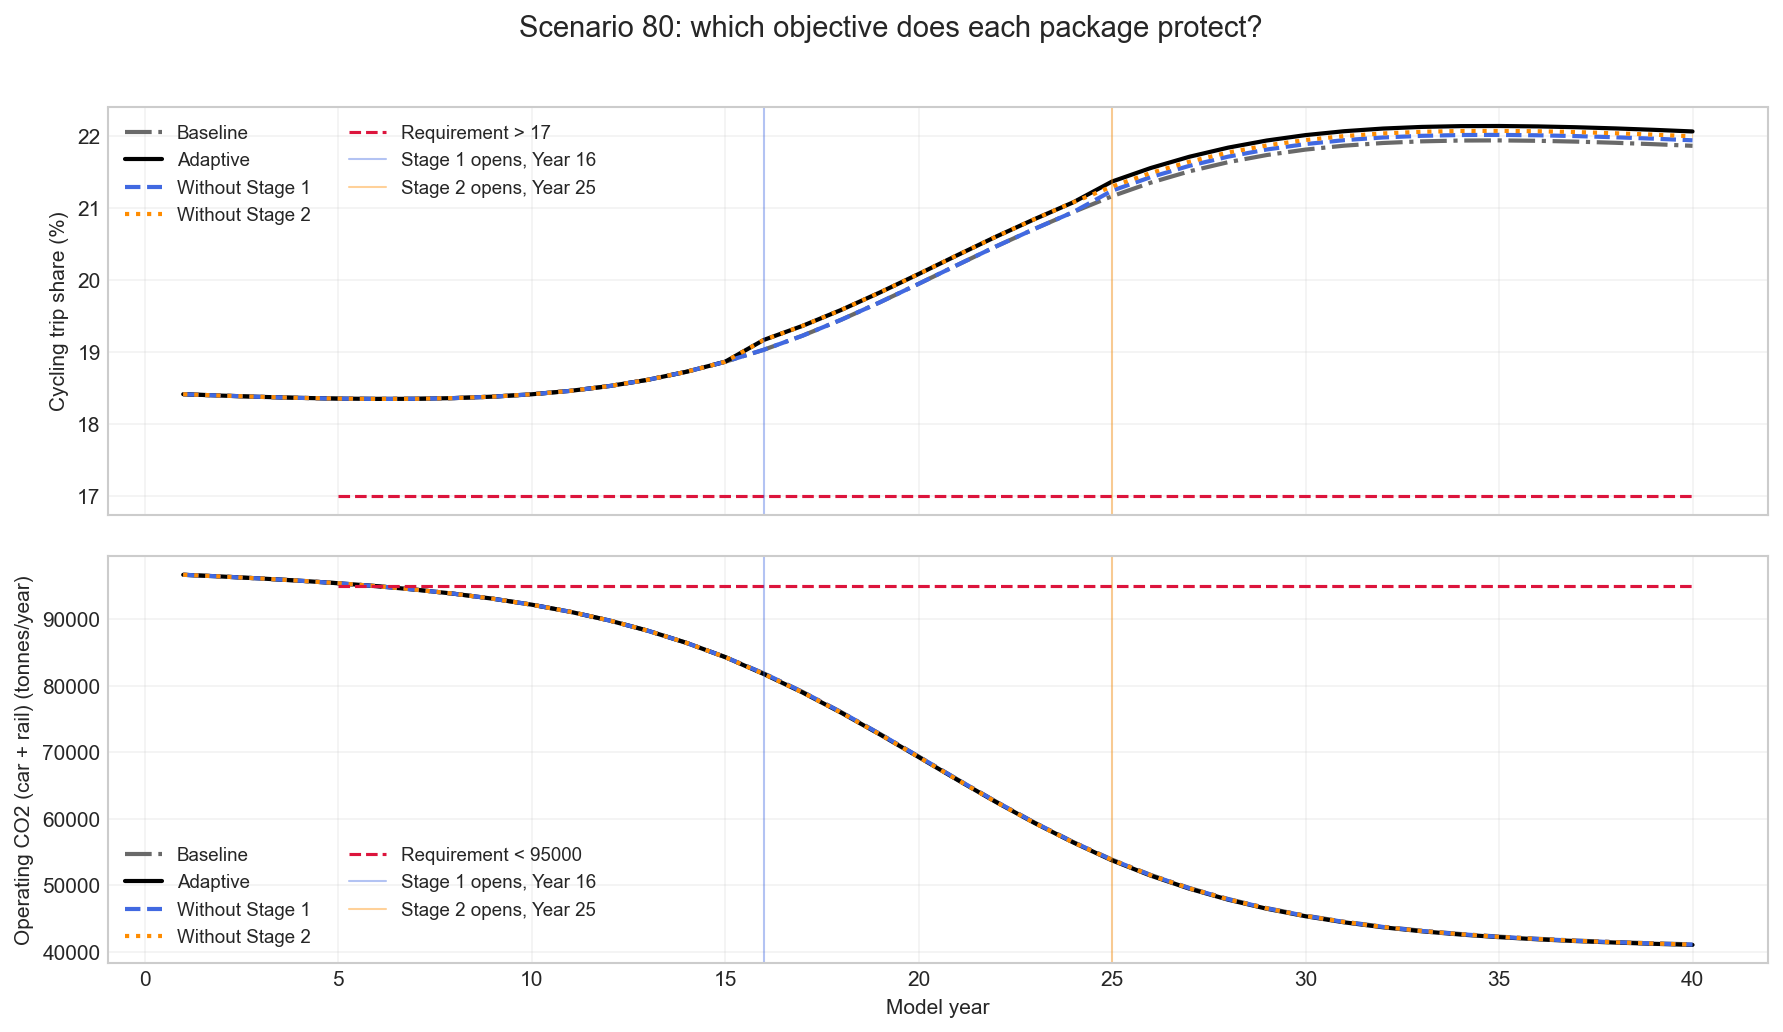 Scenario 80: which objective does each package protect?
Baseline
Adaptive
Without Stage 1
Without Stage 2
Requirement > 17
Stage 1 opens, Year 16
Stage 2 opens, Year 25
Cycling trip share (%)
22
21
20
19
18
17
Operating CO2 (car + rail) (tonnes/year)
90000
80000
70000
60000
50000
40000
Baseline
Adaptive
Without Stage 1
Without Stage 2
Requirement < 95000
Stage 1 opens, Year 16
Stage 2 opens, Year 25
0 5 10 15 20 25 30 35 40
Model year